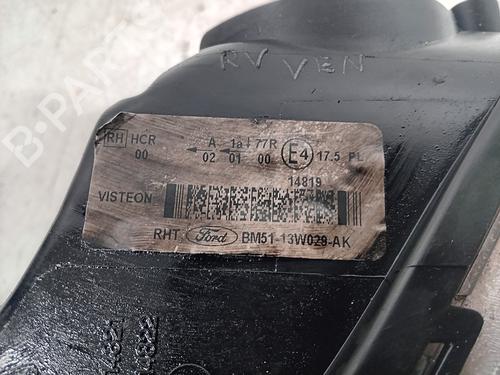 RV VEN
RH HCR A 1a 77R E4 17.5 PL
00 02 01 00
14819
VISTEON
RHT Ford BM51-13W029-AK
B-Parts